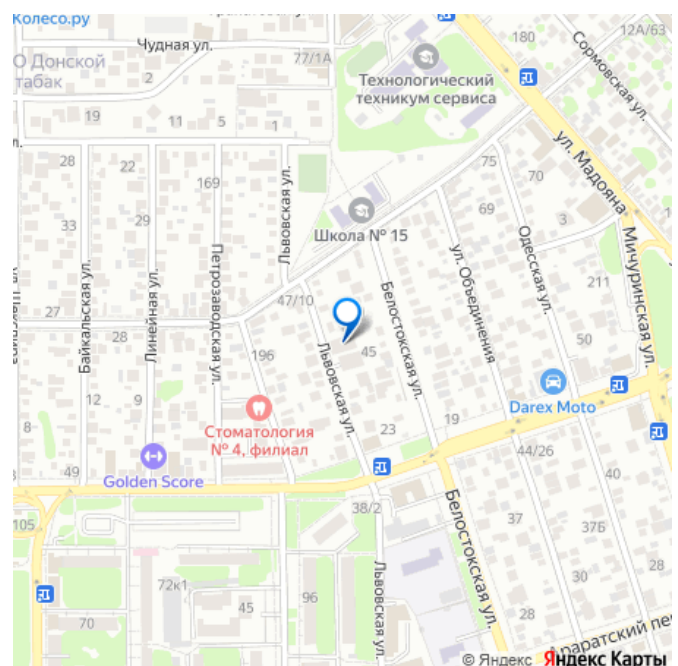 Колесо.ру
Чудная ул.
77/1А
180
12А/63
Сормовская ул.
О Донской
табак
2
Технологический
техникум сервиса
ул. Мадояна
19
11
5
1
75
70
28
22
169
Львовская ул.
69
3
Мичуринская ул.
33
29
Школа № 15
ул. Объединения
Одесская ул.
211
Байкальская ул.
Линейная ул.
Петрозаводская ул.
47/10
Белостокская ул.
27
28
196
Львовская ул.
45
50
12
9
8
Стоматология
№ 4, филиал
Darex Moto
23
19
49
Golden Score
44/26
40
105
38/2
37
37Б
Белостокская ул.
72к1
96
45
70
Львовская ул.
30
28
28
Араратский пер
© Яндекс Яндекс Карты